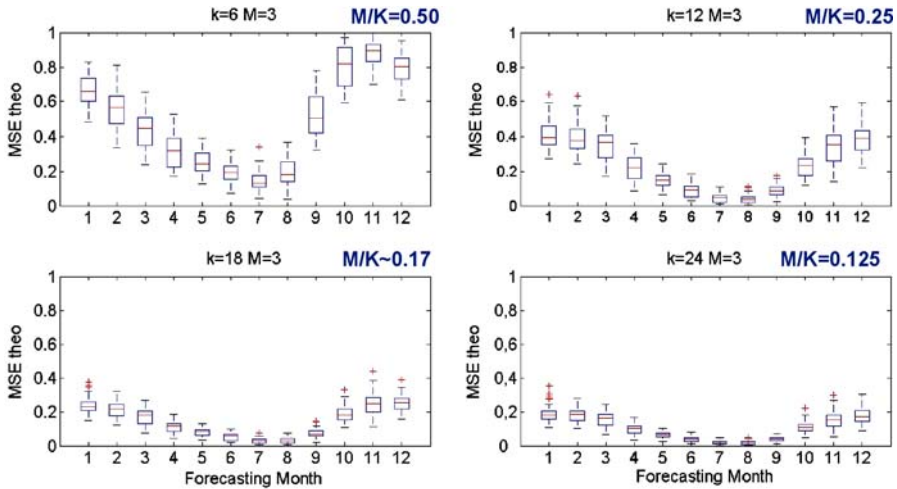 k=6 M=3 M/K=0.50
1
0.8
0.6
0.4
0.2
0
MSE theo
1 2 3 4 5 6 7 8 9 10 11 12
k=12 M=3 M/K=0.25
1
0.8
0.6
0.4
0.2
0
MSE theo
1 2 3 4 5 6 7 8 9 10 11 12
k=18 M=3 M/K~0.17
1
0.8
0.6
0.4
0.2
0
MSE theo
1 2 3 4 5 6 7 8 9 10 11 12
Forecasting Month
k=24 M=3 M/K=0.125
1
0.8
0,6
0.4
0.2
0
MSE theo
1 2 3 4 5 6 7 8 9 10 11 12
Forecasting Month